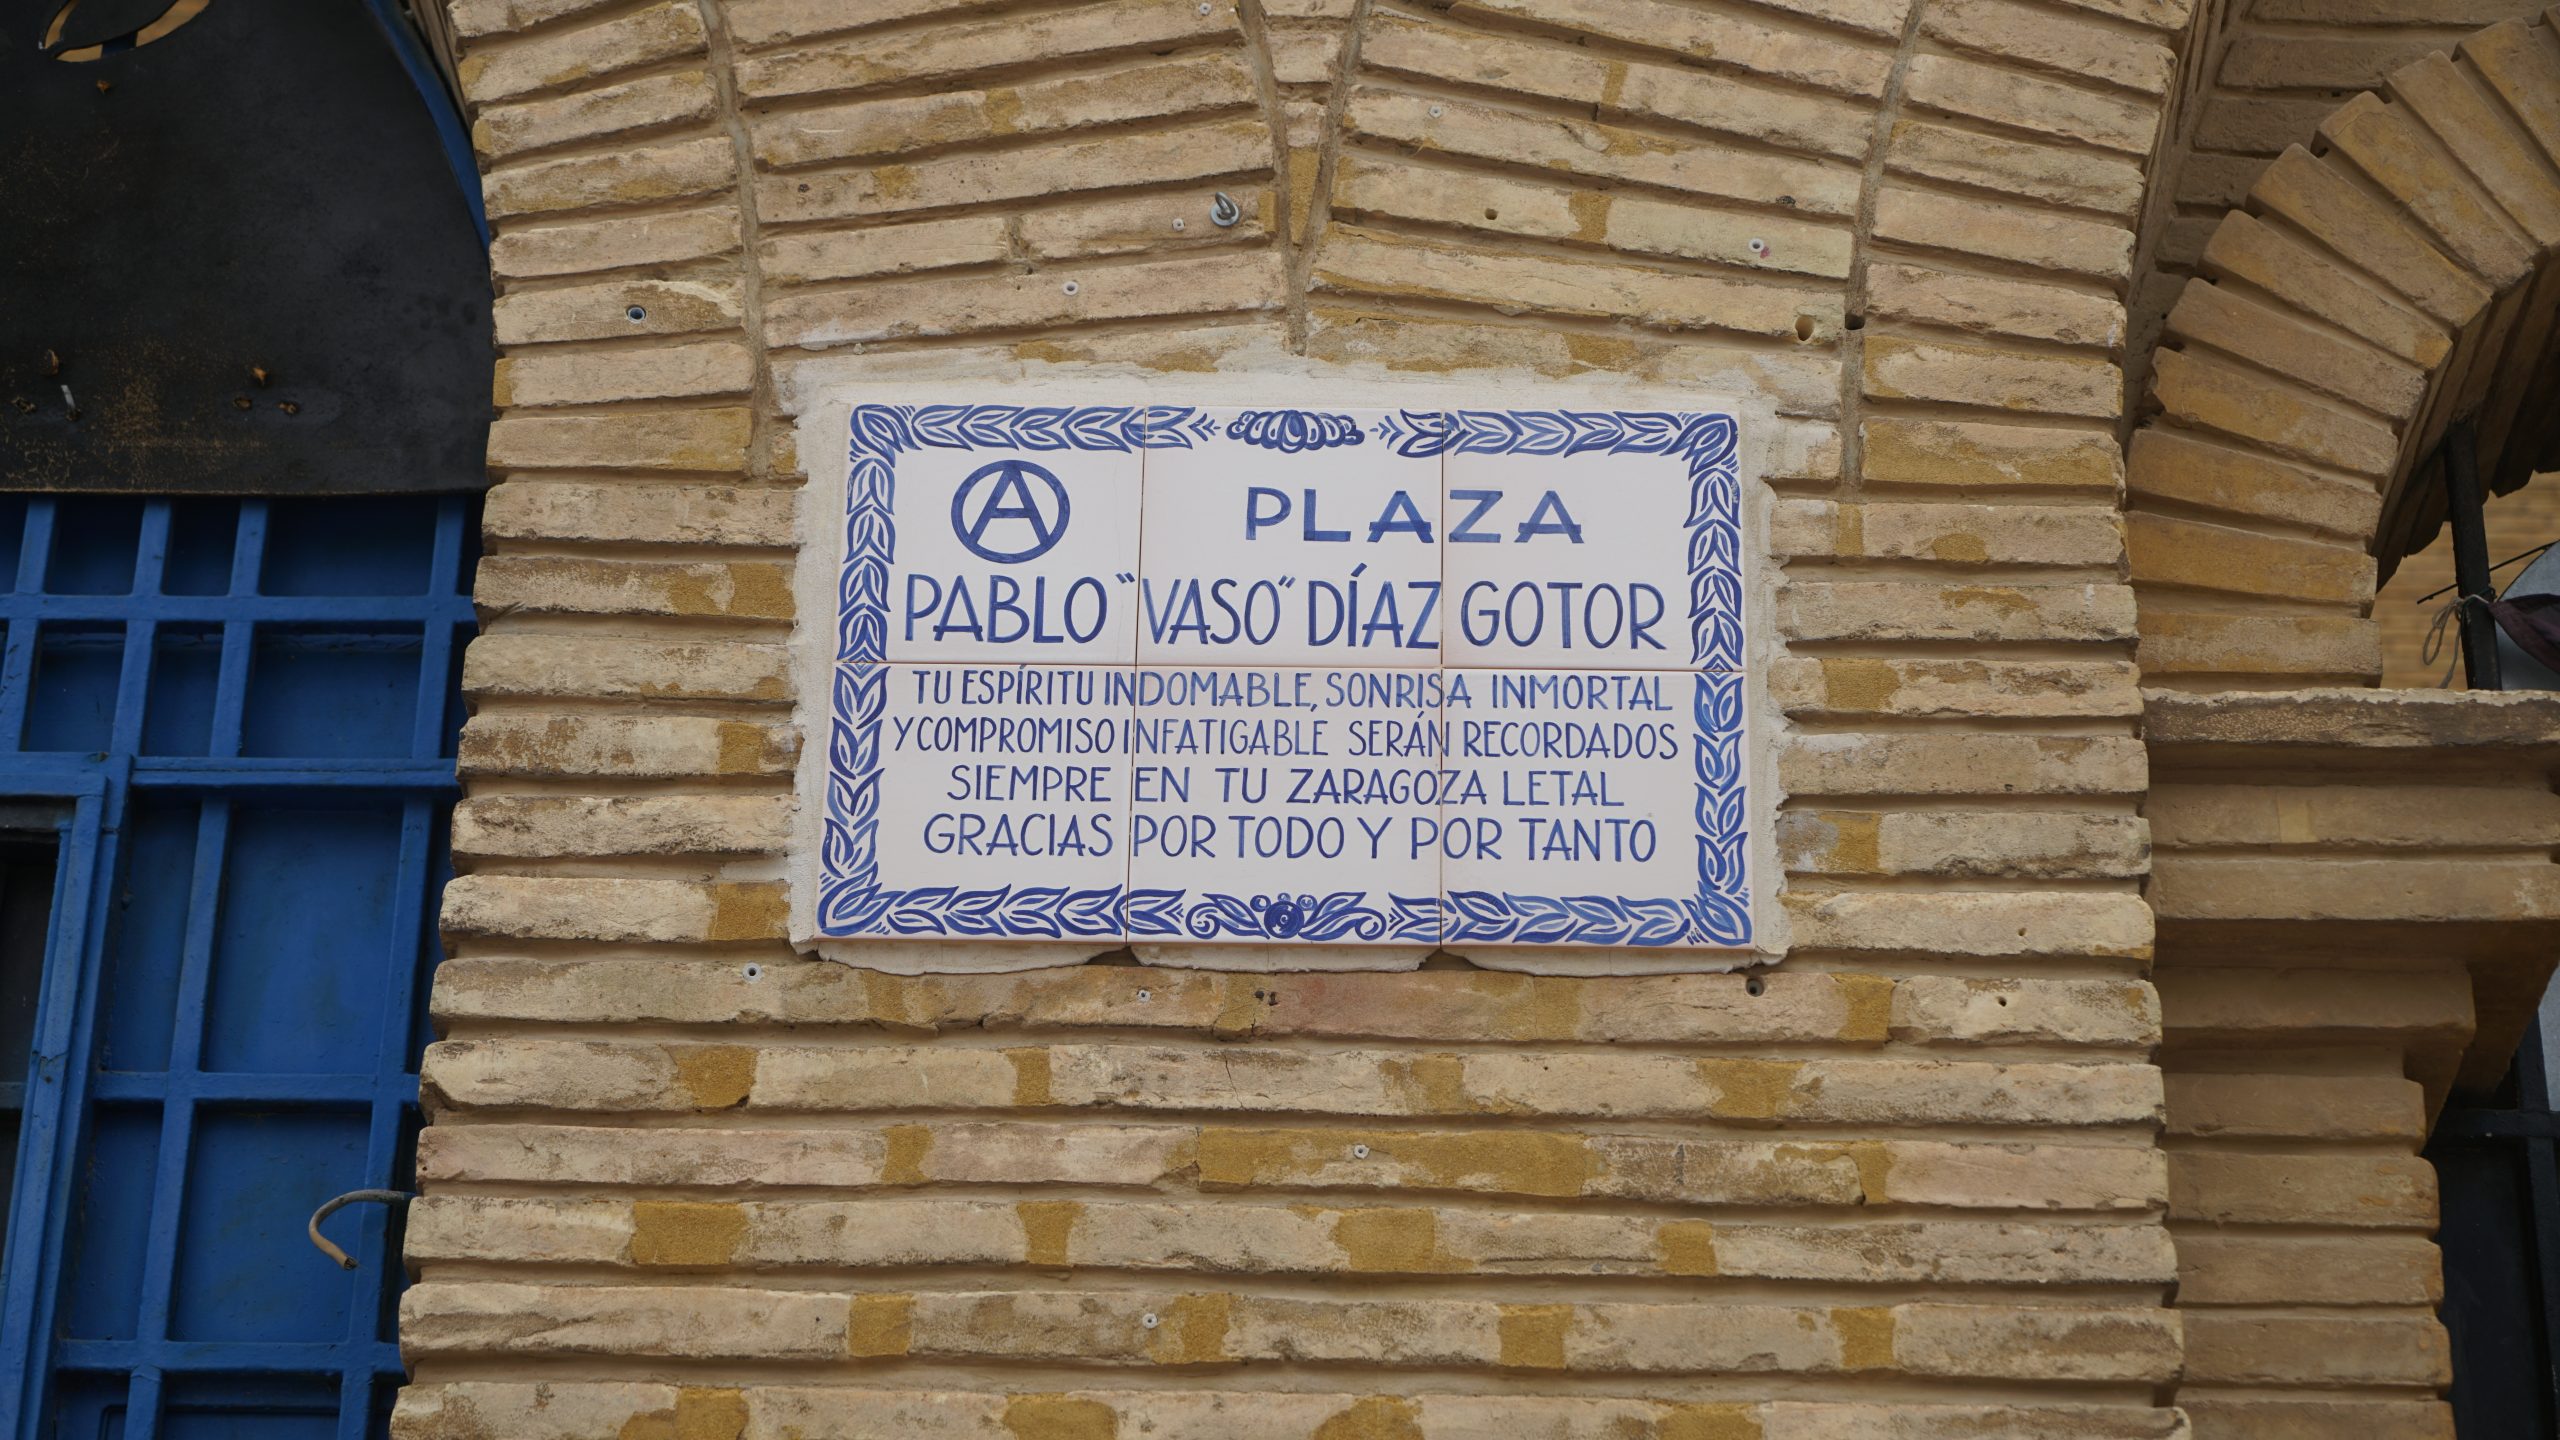 Ⓐ PLAZA
PABLO "VASO" DÍAZ GOTOR
TU ESPÍRITU INDOMABLE, SONRISA INMORTAL
Y COMPROMISO INFATIGABLE SERÁN RECORDADOS
SIEMPRE EN TU ZARAGOZA LETAL
GRACIAS POR TODO Y POR TANTO